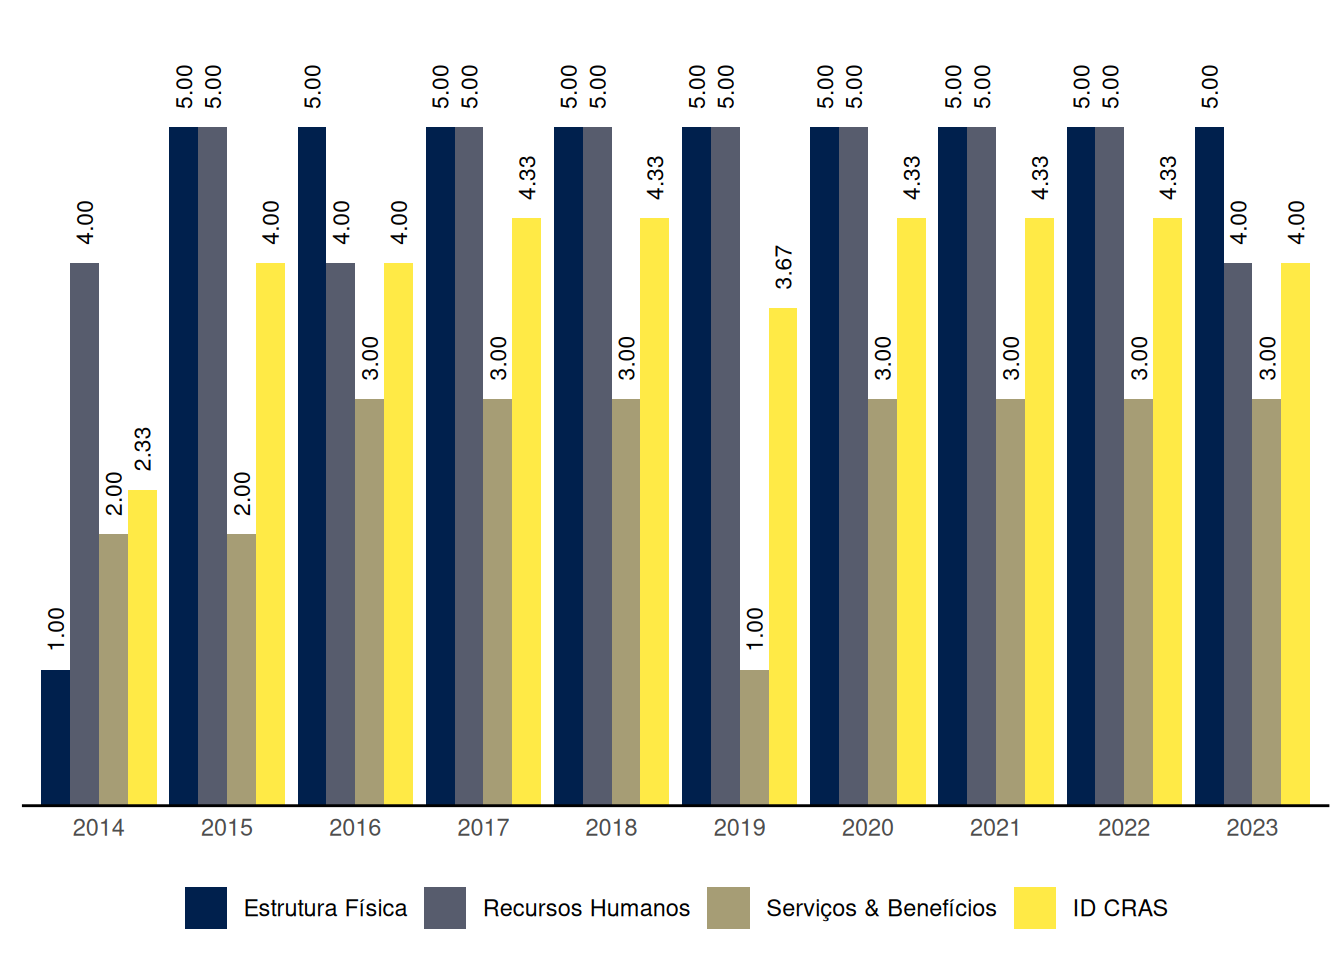 5.00 5.00 5.00 5.00 5.00 5.00 5.00 5.00 5.00 5.00 5.00 5.00 5.00 5.00 5.00 5.00 5.00
4.33 4.33 4.33 4.33 4.33
4.00 4.00 4.00 4.00 4.00 4.00
3.67
3.00 3.00 3.00 3.00 3.00 3.00 3.00
2.33
2.00 2.00
1.00 1.00
2014 2015 2016 2017 2018 2019 2020 2021 2022 2023
Estrutura Física Recursos Humanos Serviços & Benefícios ID CRAS